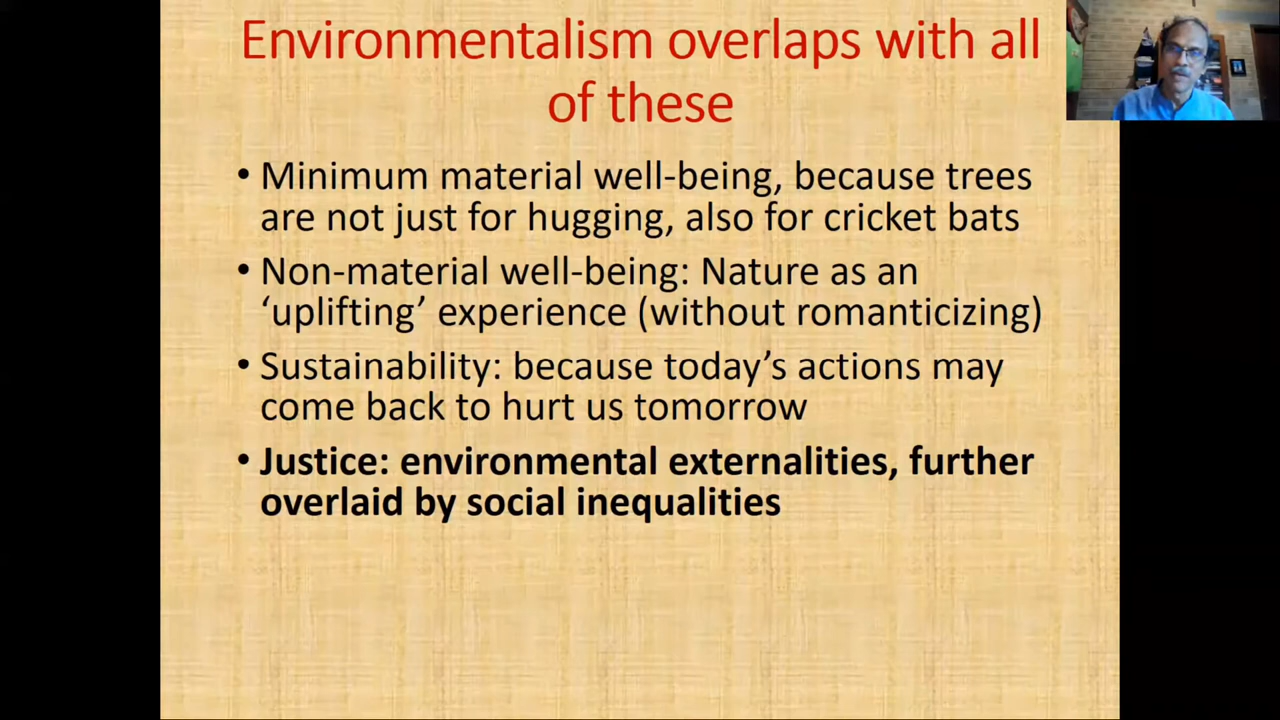 Environmentalism overlaps with all
of these
• Minimum material well-being, because trees
are not just for hugging, also for cricket bats
• Non-material well-being: Nature as an
‘uplifting’ experience (without romanticizing)
• Sustainability: because today’s actions may
come back to hurt us tomorrow
• Justice: environmental externalities, further
overlaid by social inequalities